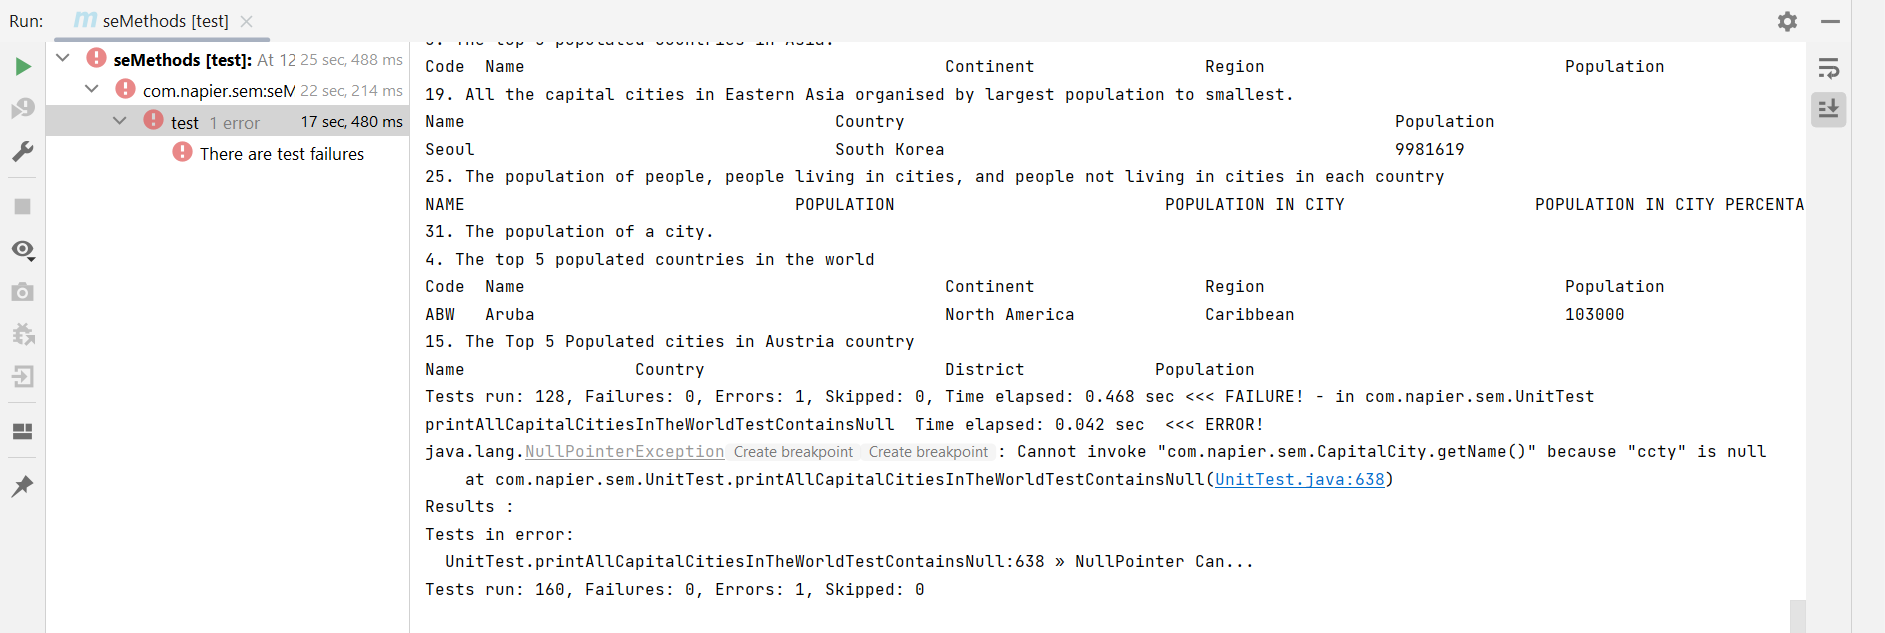 Run: seMethods [test]
seMethods [test]: At 12 25 sec, 488 ms
com.napier.sem:seM 22 sec, 214 ms
test 1 error 17 sec, 480 ms
There are test failures
Code Name Continent Region Population
19. All the capital cities in Eastern Asia organised by largest population to smallest.
Name Country Population
Seoul South Korea 9981619
25. The population of people, people living in cities, and people not living in cities in each country
NAME POPULATION POPULATION IN CITY POPULATION IN CITY PERCENTA
31. The population of a city.
4. The top 5 populated countries in the world
Code Name Continent Region Population
ABW Aruba North America Caribbean 103000
15. The Top 5 Populated cities in Austria country
Name Country District Population
Tests run: 128, Failures: 0, Errors: 1, Skipped: 0, Time elapsed: 0.468 sec <<< FAILURE! - in com.napier.sem.UnitTest
printAllCapitalCitiesInTheWorldTestContainsNull Time elapsed: 0.042 sec <<< ERROR!
java.lang.NullPointerException Create breakpoint Create breakpoint : Cannot invoke "com.napier.sem.CapitalCity.getName()" because "ccty" is null
at com.napier.sem.UnitTest.printAllCapitalCitiesInTheWorldTestContainsNull(UnitTest.java:638)
Results :
Tests in error:
UnitTest.printAllCapitalCitiesInTheWorldTestContainsNull:638 » NullPointer Can...
Tests run: 160, Failures: 0, Errors: 1, Skipped: 0